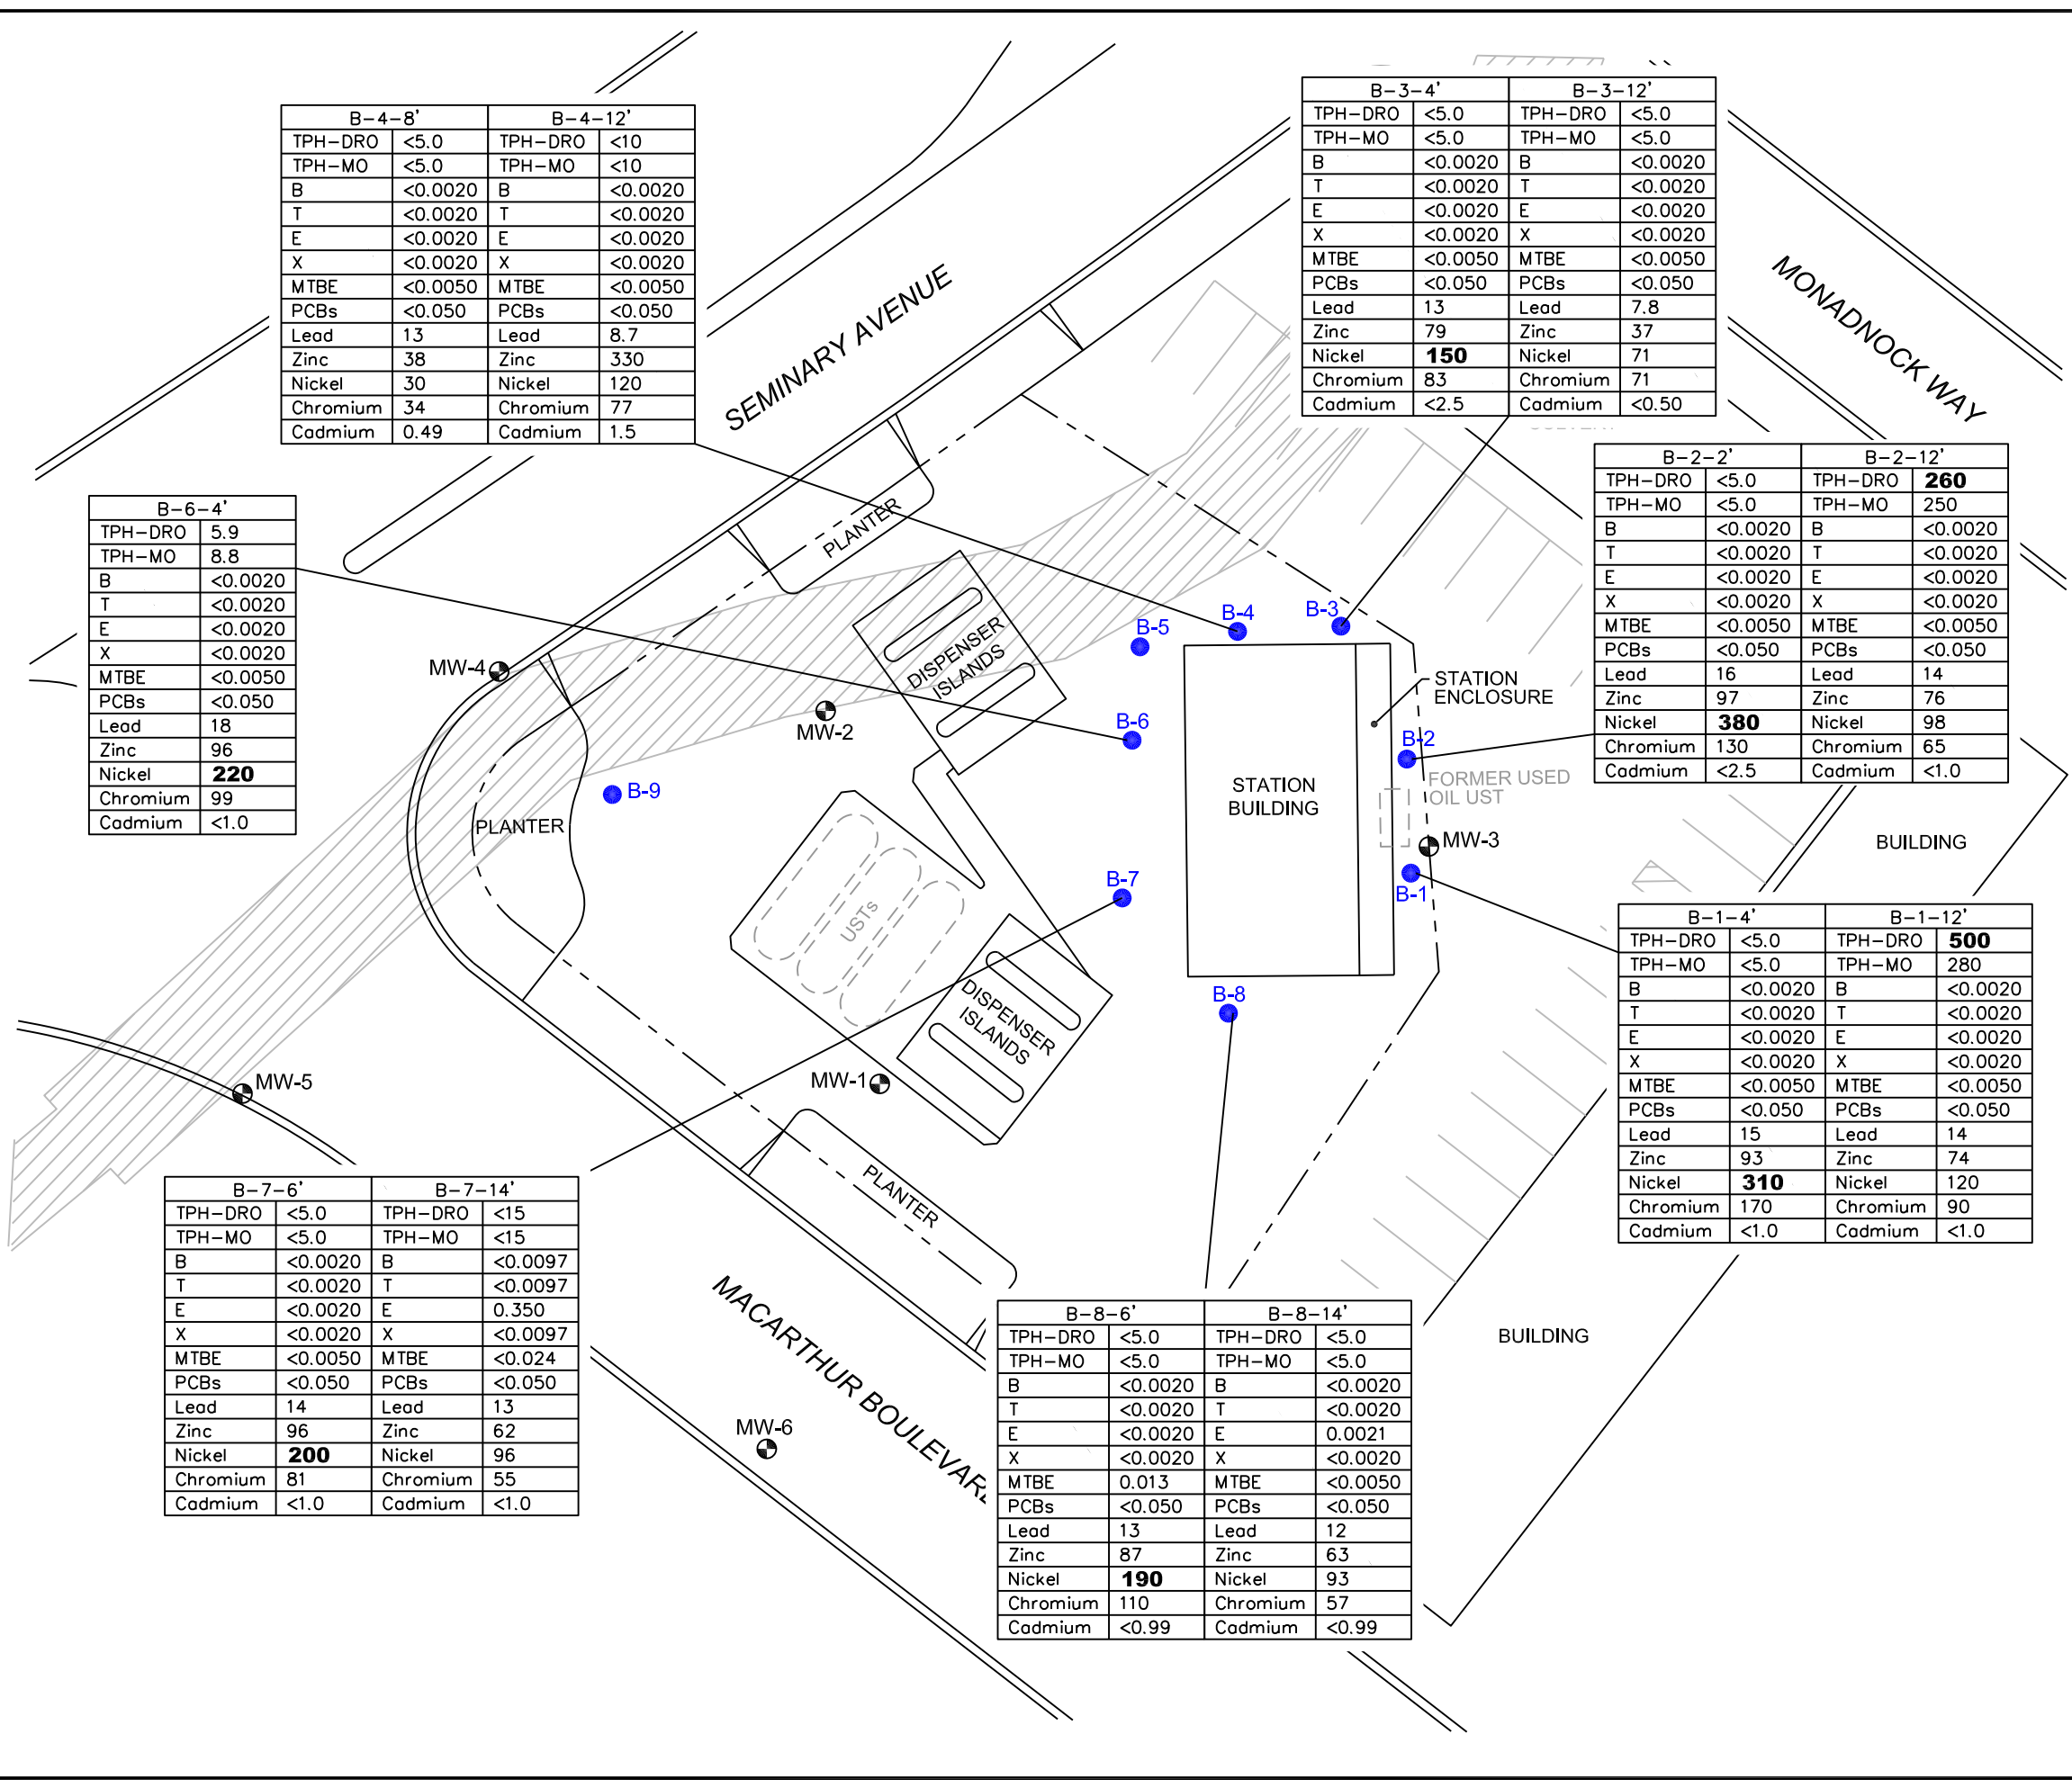 B-4-8' B-4-12'
TPH-DRO <5.0 TPH-DRO <10
TPH-MO <5.0 TPH-MO <10
B <0.0020 B <0.0020
T <0.0020 T <0.0020
E <0.0020 E <0.0020
X <0.0020 X <0.0020
MTBE <0.0050 MTBE <0.0050
PCBs <0.050 PCBs <0.050
Lead 13 Lead 8.7
Zinc 38 Zinc 330
Nickel 30 Nickel 120
Chromium 34 Chromium 77
Cadmium 0.49 Cadmium 1.5
B-3-4' B-3-12'
TPH-DRO <5.0 TPH-DRO <5.0
TPH-MO <5.0 TPH-MO <5.0
B <0.0020 B <0.0020
T <0.0020 T <0.0020
E <0.0020 E <0.0020
X <0.0020 X <0.0020
MTBE <0.0050 MTBE <0.0050
PCBs <0.050 PCBs <0.050
Lead 13 Lead 7.8
Zinc 79 Zinc 37
Nickel 150 Nickel 71
Chromium 83 Chromium 71
Cadmium <2.5 Cadmium <0.50
SEMINARY AVENUE
MONADNOCK WAY
B-2-2' B-2-12'
TPH-DRO <5.0 TPH-DRO 260
TPH-MO <5.0 TPH-MO 250
B <0.0020 B <0.0020
T <0.0020 T <0.0020
E <0.0020 E <0.0020
X <0.0020 X <0.0020
MTBE <0.0050 MTBE <0.0050
PCBs <0.050 PCBs <0.050
Lead 16 Lead 14
Zinc 97 Zinc 76
Nickel 380 Nickel 98
Chromium 130 Chromium 65
Cadmium <2.5 Cadmium <1.0
B-6-4'
TPH-DRO 5.9
TPH-MO 8.8
B <0.0020
T <0.0020
E <0.0020
X <0.0020
MTBE <0.0050
PCBs <0.050
Lead 18
Zinc 96
Nickel 220
Chromium 99
Cadmium <1.0
PLANTER
B-4
B-3
B-5
DISPENSER
ISLANDS
MW-4
STATION
ENCLOSURE
MW-2
B-6
B-2
FORMER USED
OIL UST
STATION
BUILDING
B-9
PLANTER
MW-3
BUILDING
B-7
B-1
USTs
B-8
DISPENSER
ISLANDS
MW-1
MW-5
B-1-4' B-1-12'
TPH-DRO <5.0 TPH-DRO 500
TPH-MO <5.0 TPH-MO 280
B <0.0020 B <0.0020
T <0.0020 T <0.0020
E <0.0020 E <0.0020
X <0.0020 X <0.0020
MTBE <0.0050 MTBE <0.0050
PCBs <0.050 PCBs <0.050
Lead 15 Lead 14
Zinc 93 Zinc 74
Nickel 310 Nickel 120
Chromium 170 Chromium 90
Cadmium <1.0 Cadmium <1.0
PLANTER
B-7-6' B-7-14'
TPH-DRO <5.0 TPH-DRO <15
TPH-MO <5.0 TPH-MO <15
B <0.0020 B <0.0097
T <0.0020 T <0.0097
E <0.0020 E 0.350
X <0.0020 X <0.0097
MTBE <0.0050 MTBE <0.024
PCBs <0.050 PCBs <0.050
Lead 14 Lead 13
Zinc 96 Zinc 62
Nickel 200 Nickel 96
Chromium 81 Chromium 55
Cadmium <1.0 Cadmium <1.0
MACARTHUR BOULEVAR
MW-6
B-8-6' B-8-14'
TPH-DRO <5.0 TPH-DRO <5.0
TPH-MO <5.0 TPH-MO <5.0
B <0.0020 B <0.0020
T <0.0020 T <0.0020
E <0.0020 E 0.0021
X <0.0020 X <0.0020
MTBE 0.013 MTBE <0.0050
PCBs <0.050 PCBs <0.050
Lead 13 Lead 12
Zinc 87 Zinc 63
Nickel 190 Nickel 93
Chromium 110 Chromium 57
Cadmium <0.99 Cadmium <0.99
BUILDING